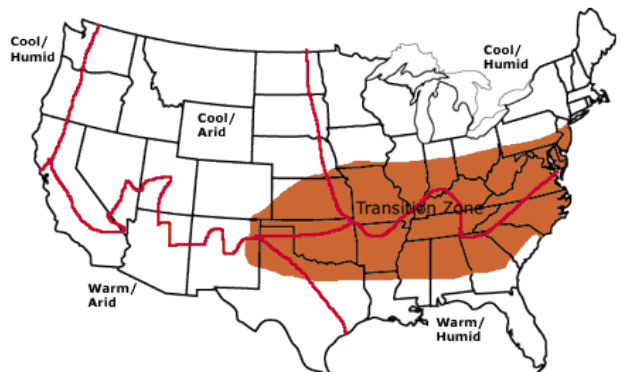 Cool/
Humid
Cool/
Humid
Cool/
Arid
Transition Zone
Warm/
Arid
Warm/
Humid